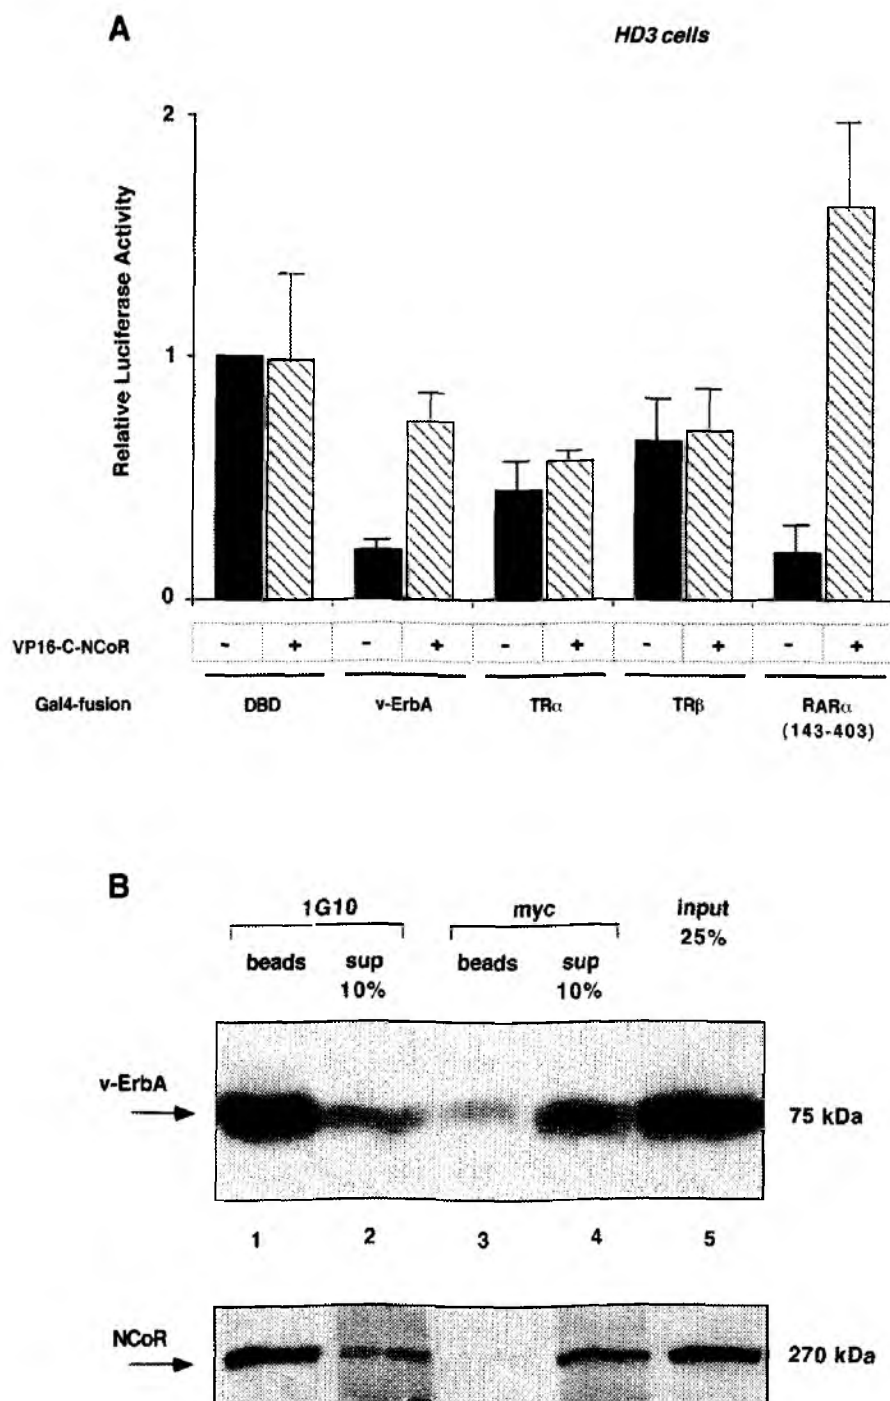 A
HD3 cells
Relative Luciferase Activity
2
1
0
VP16-C-NCoR - + - + - + - + - +
Gal4-fusion DBD v-ErbA TRα TRβ RARα
(143-403)
B
1G10 myc input
25%
beads sup beads sup
10% 10%
v-ErbA 75 kDa
1 2 3 4 5
NCoR 270 kDa